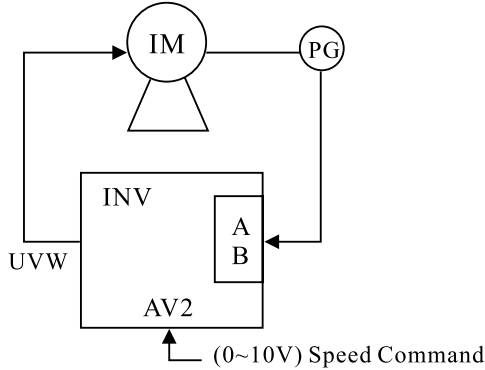 IM
PG
INV
A
B
UVW
AV2
(0~10V) Speed Command